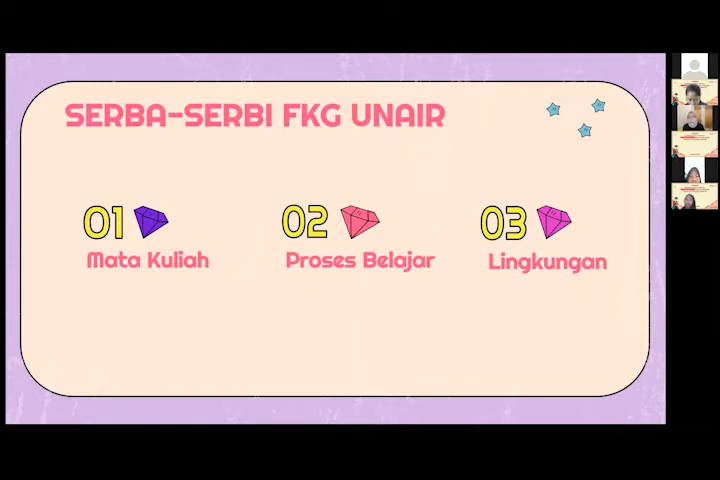 SERBA-SERBI FKG UNAIR
01
Mata Kuliah
02
Proses Belajar
03
Lingkungan